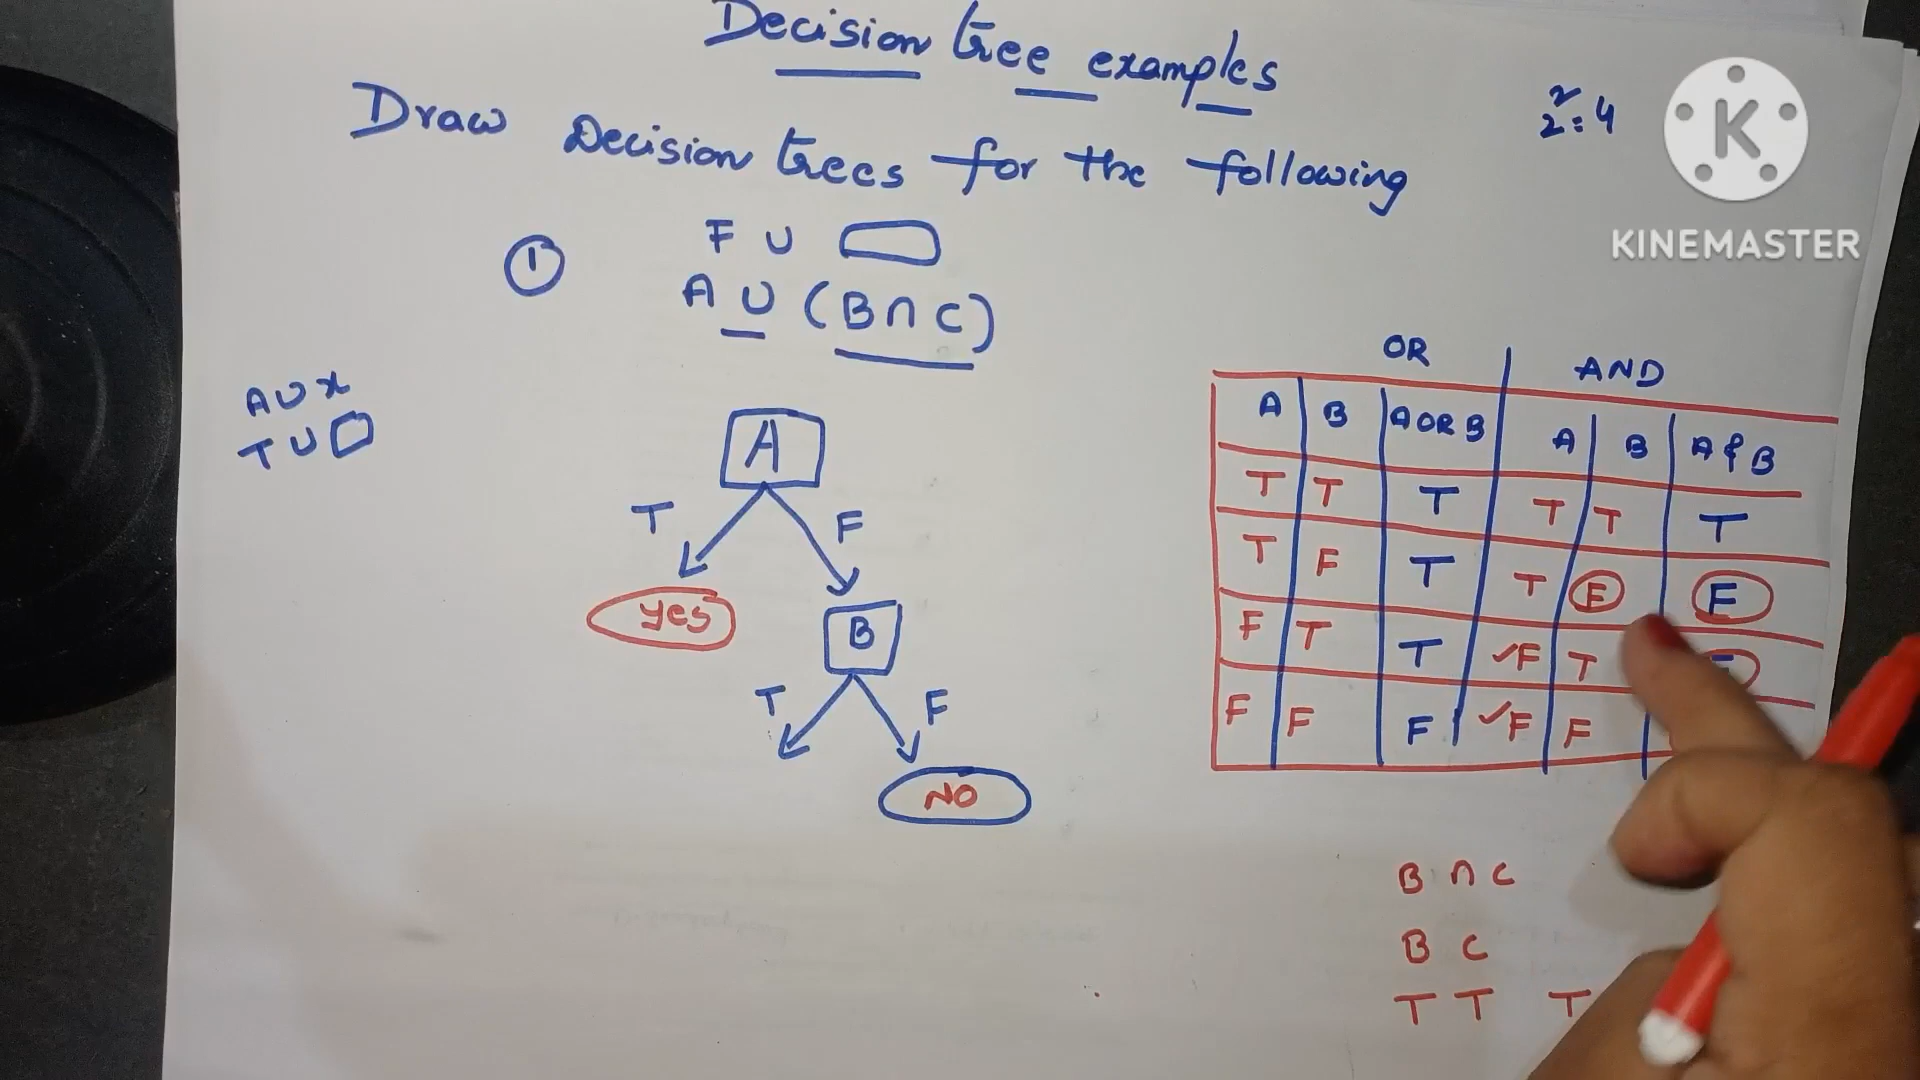 Decision tree examples
Draw Decision trees for the following
2² = 4
KINEMASTER
① F ∪
A ∪ (B ∩ C)
A ∪ x
T ∪
A
T F
Yes
B
T F
NO
OR AND
A B A OR B A B A & B
T T T T T T
T F T T F F
F T T ✓F T
F F F ✓F F
B ∩ C
B C
T T T